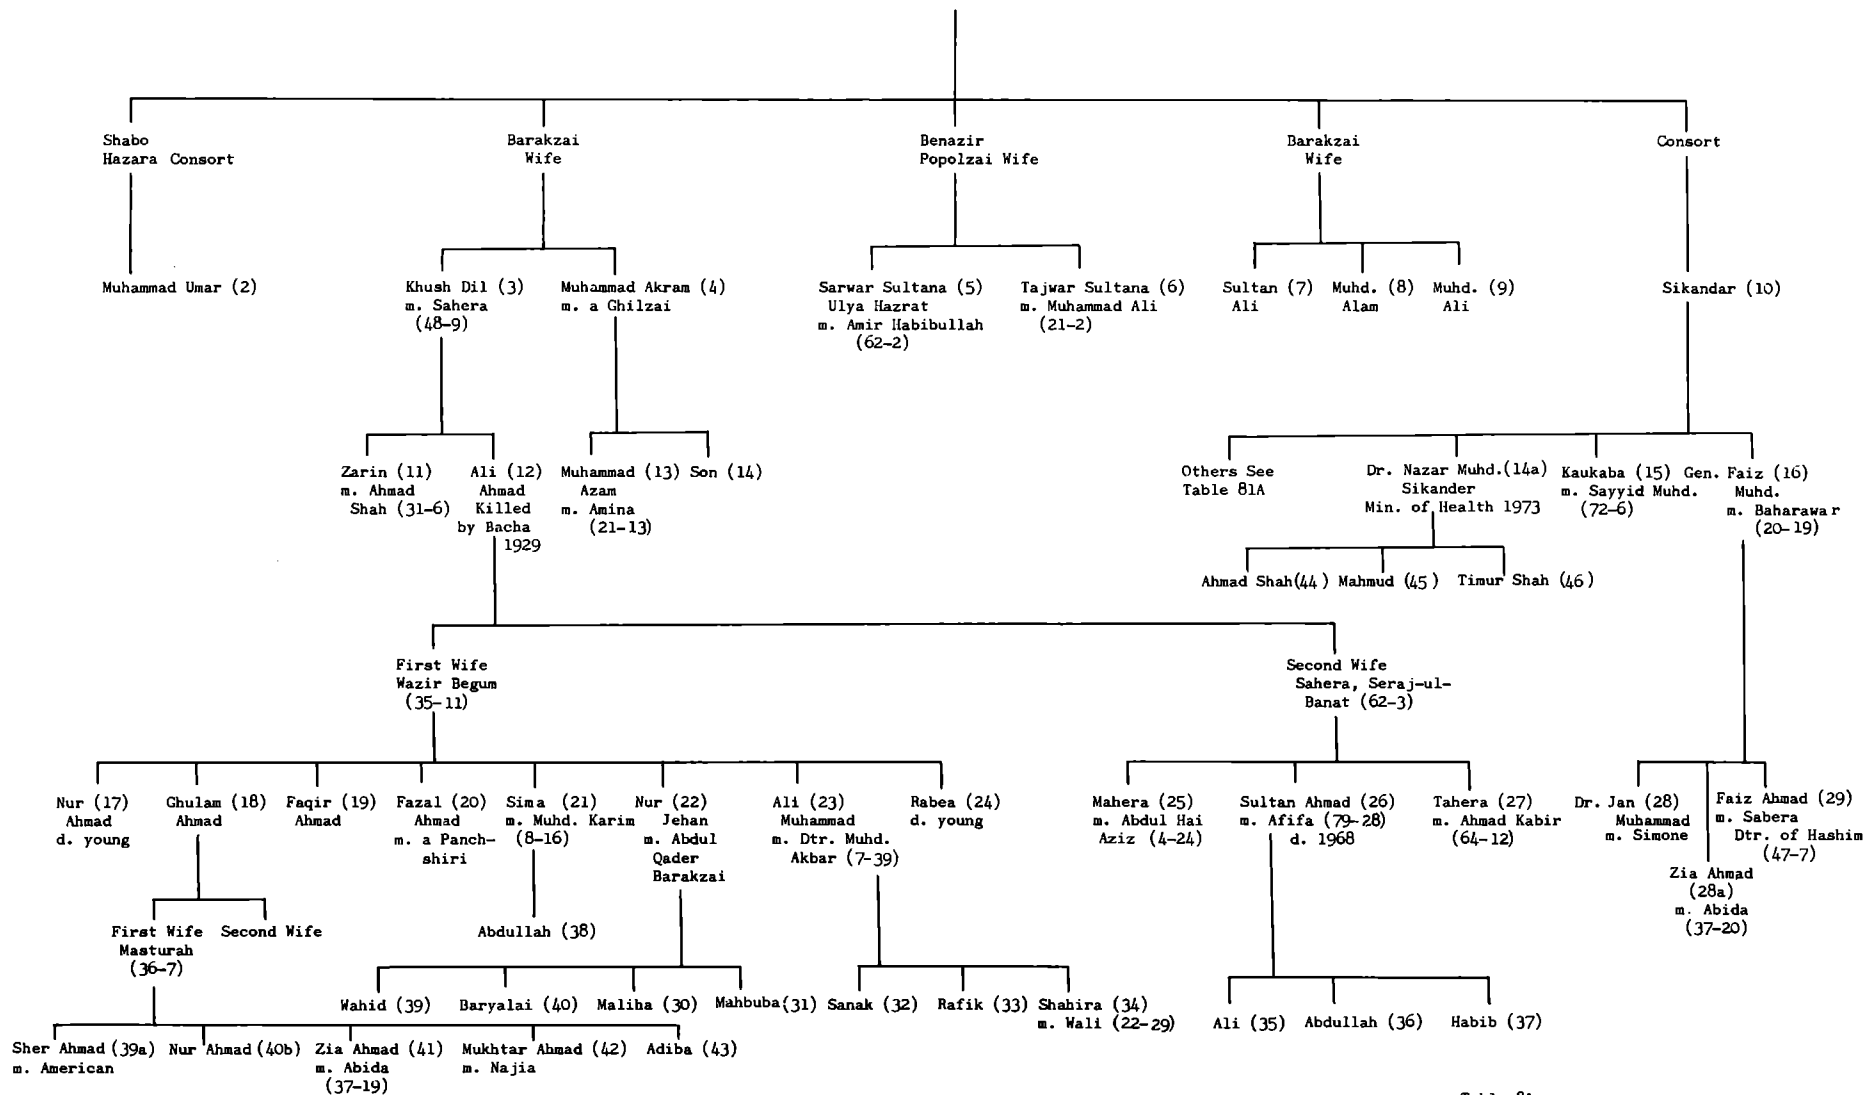 Shabo
Hazara Consort
Barakzai
Wife
Benazir
Popolzai Wife
Barakzai
Wife
Consort
Muhammad Umar (2)
Khush Dil (3)
m. Sahera
(48-9)
Muhammad Akram (4)
m. a Ghilzai
Sarwar Sultana (5)
Ulya Hazrat
m. Amir Habibullah
(62-2)
Tajwar Sultana (6)
m. Muhammad Ali
(21-2)
Sultan (7)
Ali
Muhd. (8)
Alam
Muhd. (9)
Ali
Sikandar (10)
Zarin (11)
m. Ahmad
Shah (31-6)
Ali (12)
Ahmad
Killed
by Bacha
1929
Muhammad (13)
Azam
m. Amina
(21-13)
Son (14)
Others See
Table 81A
Dr. Nazar Muhd.(14a)
Sikander
Min. of Health 1973
Kaukaba (15)
m. Sayyid Muhd.
(72-6)
Gen. Faiz (16)
Muhd.
m. Baharawar
(20-19)
Ahmad Shah(44)
Mahmud (45)
Timur Shah (46)
First Wife
Wazir Begum
(35-11)
Second Wife
Sahera, Seraj-ul-
Banat (62-3)
Nur (17)
Ahmad
d. young
Ghulam (18)
Ahmad
Faqir (19)
Ahmad
Fazal (20)
Ahmad
m. a Panch-
shiri
Sima (21)
m. Muhd. Karim
(8-16)
Nur (22)
Jehan
m. Abdul
Qader
Barakzai
Ali (23)
Muhammad
m. Dtr. Muhd.
Akbar (7-39)
Rabea (24)
d. young
Mahera (25)
m. Abdul Hai
Aziz (4-24)
Sultan Ahmad (26)
m. Afifa (79-28)
d. 1968
Tahera (27)
m. Ahmad Kabir
(64-12)
Dr. Jan (28)
Muhammad
m. Simone
Faiz Ahmad (29)
m. Sabera
Dtr. of Hashim
(47-7)
Zia Ahmad
(28a)
m. Abida
(37-20)
First Wife
Masturah
(36-7)
Second Wife
Abdullah (38)
Wahid (39)
Baryalai (40)
Maliha (30)
Mahbuba(31)
Sanak (32)
Rafik (33)
Shahira (34)
m. Wali (22-29)
Ali (35)
Abdullah (36)
Habib (37)
Sher Ahmad (39a)
m. American
Nur Ahmad (40b)
Zia Ahmad (41)
m. Abida
(37-19)
Mukhtar Ahmad (42)
m. Najia
Adiba (43)